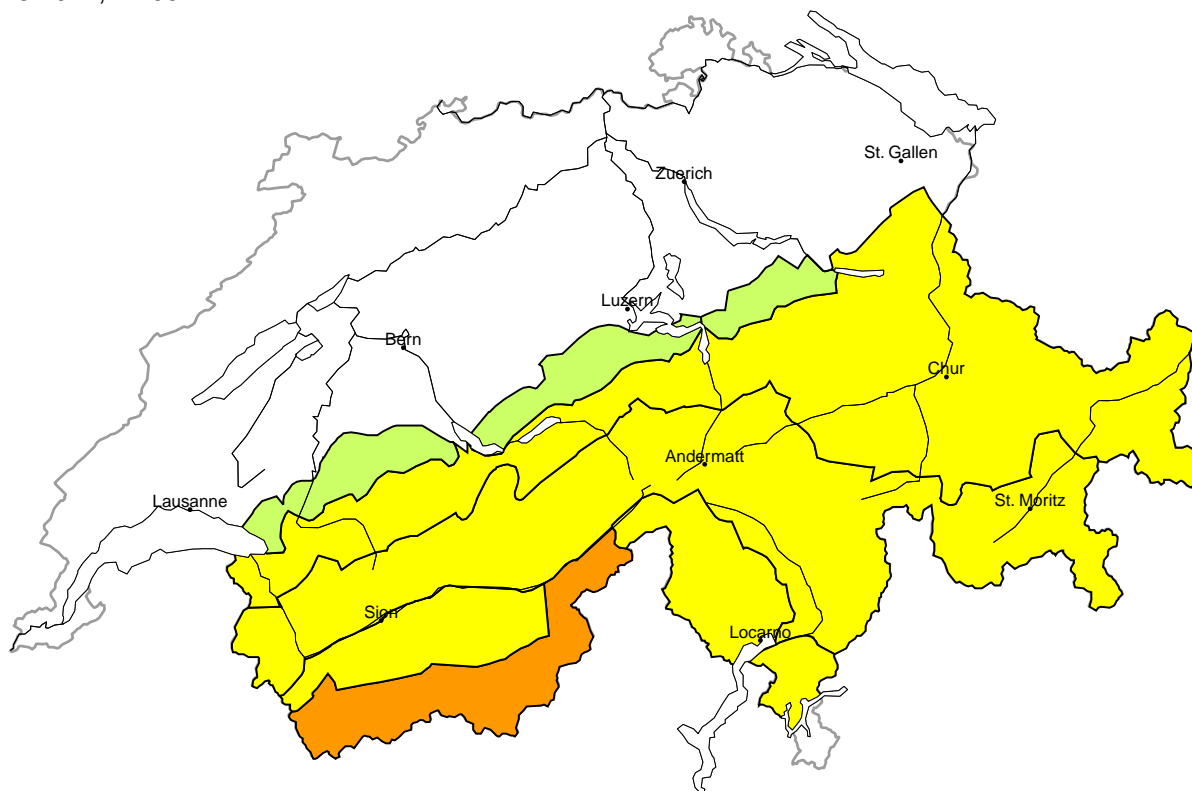 St. Gallen
Zuerich
Luzern
Bern
Chur
Andermatt
St. Moritz
Lausanne
Sion
Locarno